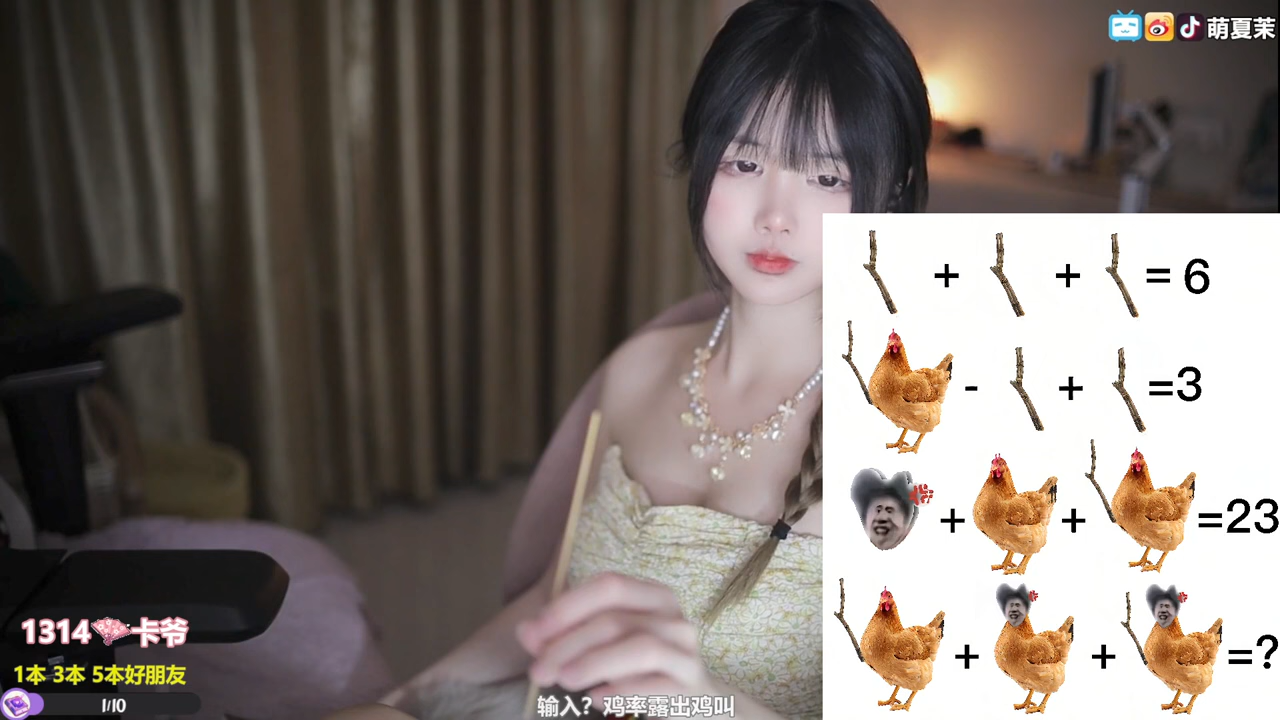 萌夏茉
+ + = 6
- + =3
+ + =23
+ + =?
1314 卡爷
1本 3本 5本好朋友
1/10
输入？鸡率露出鸡叫